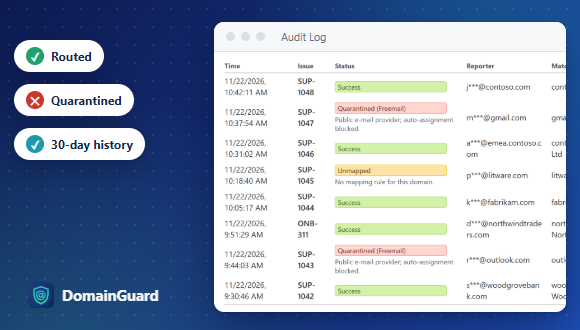 Routed
Quarantined
30-day history
DomainGuard
Audit Log
Time Issue Status Reporter
11/22/2026, SUP- Success j***@contoso.com
10:42:11 AM 1048
11/22/2026, SUP- Quarantined (Freemail) m***@gmail.com
10:37:54 AM 1047 Public e-mail provider; auto-assignment
blocked.
11/22/2026, SUP- Success a***@emea.contoso.c
10:31:02 AM 1046 om Ltd
11/22/2026, SUP- Unmapped p***@litware.com
10:18:40 AM 1045 No mapping rule for this domain.
11/22/2026, SUP- Success k***@fabrikam.com
10:05:17 AM 1044
11/22/2026, ONB- Success d***@northwindtrade
9:51:29 AM 311 rs.com
11/22/2026, SUP- Quarantined (Freemail) r***@outlook.com
9:44:03 AM 1043 Public e-mail provider; auto-assignment
blocked.
11/22/2026, SUP- Success s***@woodgroveban
9:30:46 AM 1042 k.com